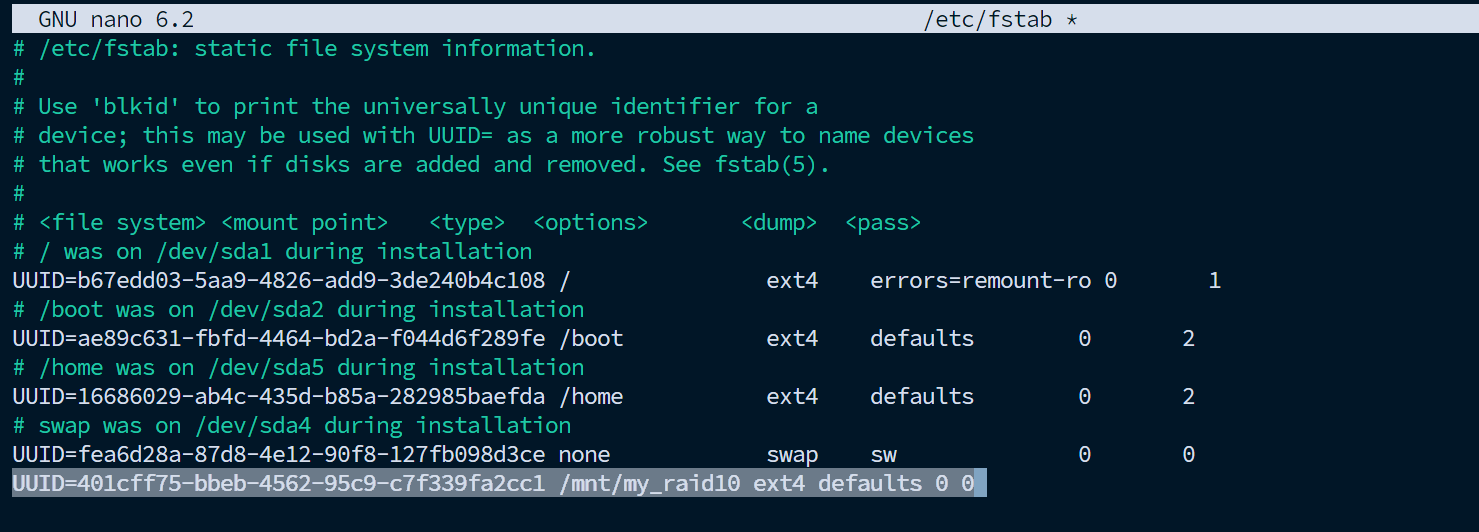 GNU nano 6.2 /etc/fstab *
# /etc/fstab: static file system information.
#
# Use 'blkid' to print the universally unique identifier for a
# device; this may be used with UUID= as a more robust way to name devices
# that works even if disks are added and removed. See fstab(5).
#
# <file system> <mount point> <type> <options> <dump> <pass>
# / was on /dev/sda1 during installation
UUID=b67edd03-5aa9-4826-add9-3de240b4c108 / ext4 errors=remount-ro 0 1
# /boot was on /dev/sda2 during installation
UUID=ae89c631-fbfd-4464-bd2a-f044d6f289fe /boot ext4 defaults 0 2
# /home was on /dev/sda5 during installation
UUID=16686029-ab4c-435d-b85a-282985baefda /home ext4 defaults 0 2
# swap was on /dev/sda4 during installation
UUID=fea6d28a-87d8-4e12-90f8-127fb098d3ce none swap sw 0 0
UUID=401cff75-bbeb-4562-95c9-c7f339fa2cc1 /mnt/my_raid10 ext4 defaults 0 0